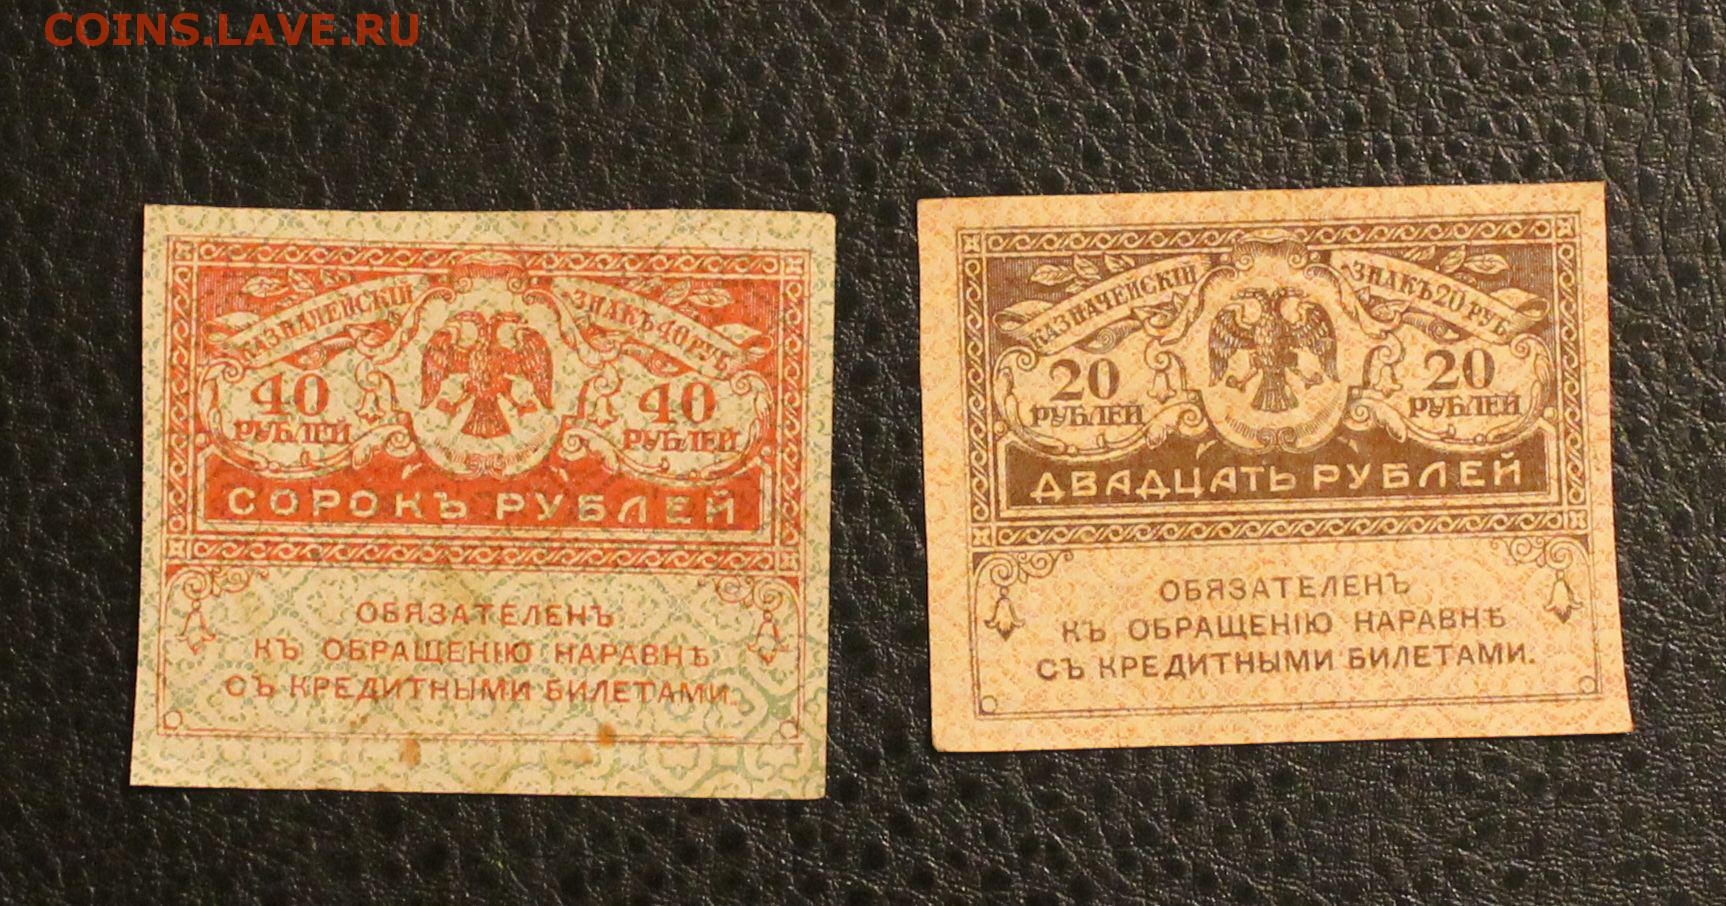 COINS.LAVE.RU
КАЗНАЧЕЙСКІЙ ЗНАКЪ 40 РУБ.
40 40
РУБЛЕЙ РУБЛЕЙ
СОРОКЪ РУБЛЕЙ
ОБЯЗАТЕЛЕНЪ
КЪ ОБРАЩЕНІЮ НАРАВНѢ
СЪ КРЕДИТНЫМИ БИЛЕТАМИ.
КАЗНАЧЕЙСКІЙ ЗНАКЪ 20 РУБ.
20 20
РУБЛЕЙ РУБЛЕЙ
ДВАДЦАТЬ РУБЛЕЙ
ОБЯЗАТЕЛЕНЪ
КЪ ОБРАЩЕНІЮ НАРАВНѢ
СЪ КРЕДИТНЫМИ БИЛЕТАМИ.